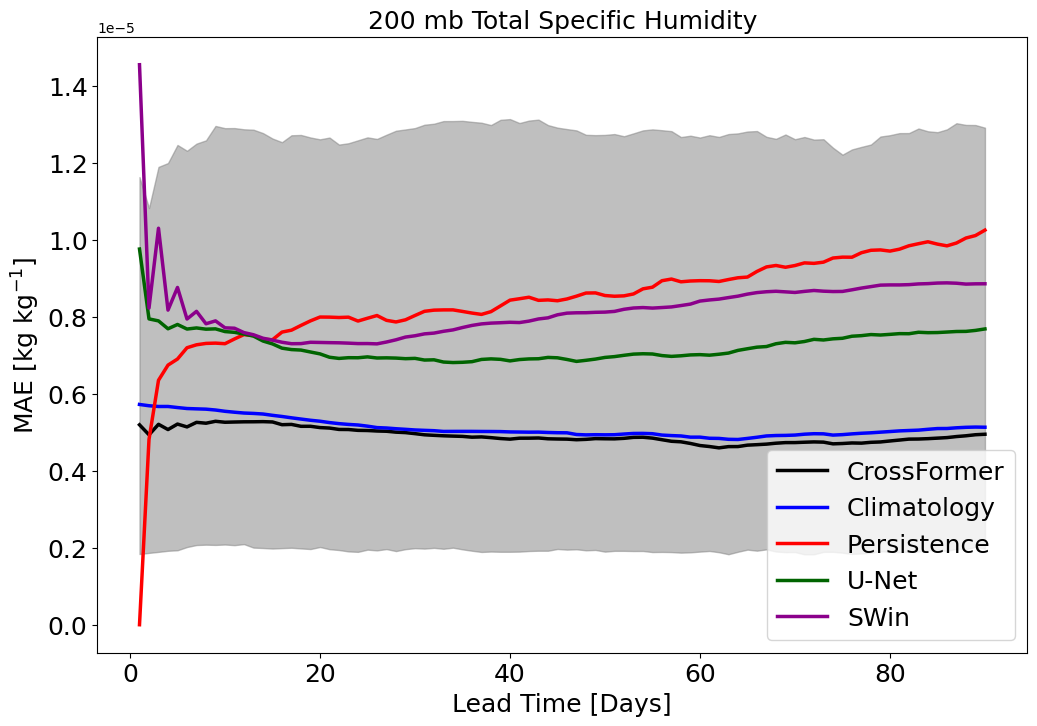 200 mb Total Specific Humidity
1e−5
1.4
1.2
1.0
0.8
0.6
0.4
0.2
0.0
MAE [kg kg⁻¹]
0 20 40 60 80
Lead Time [Days]
CrossFormer
Climatology
Persistence
U-Net
SWin